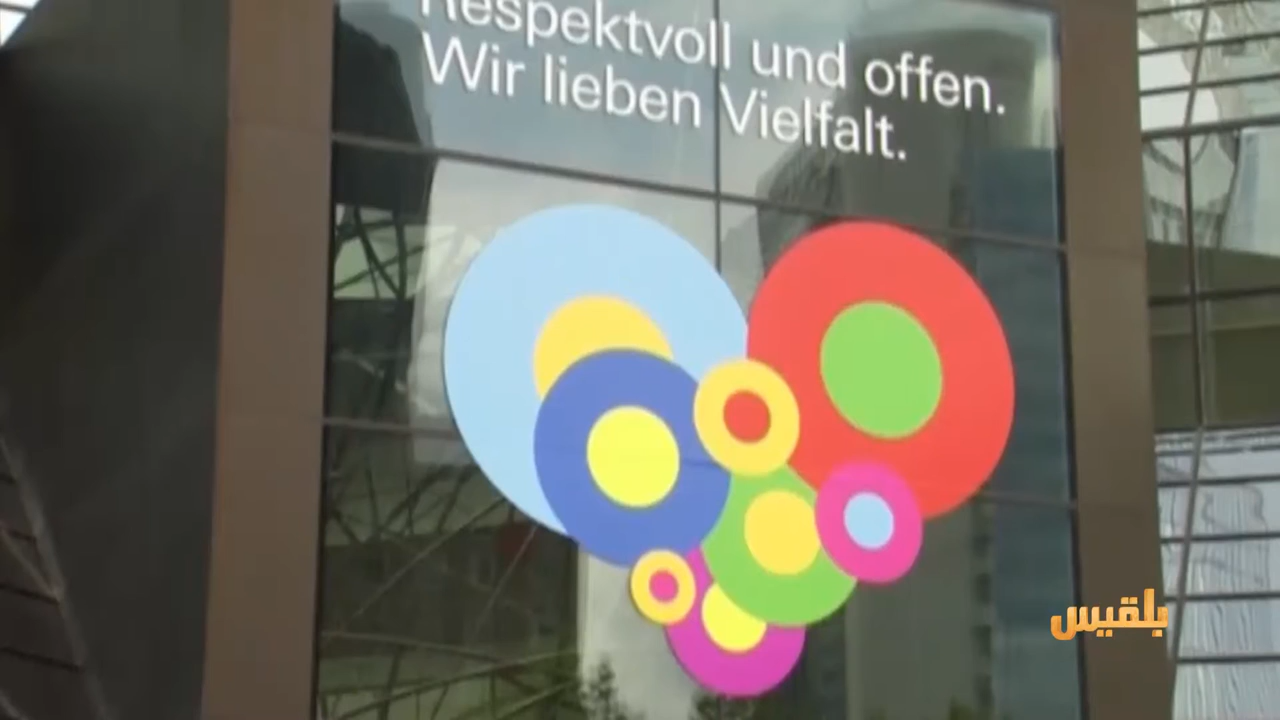 Respektvoll und offen.
Wir lieben Vielfalt.
بلقيس